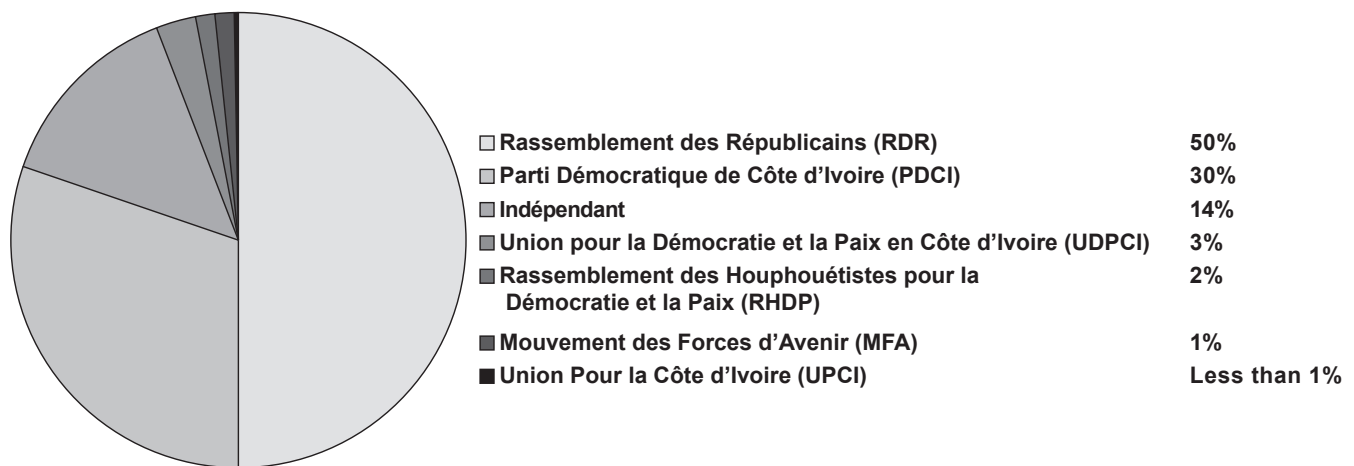 Rassemblement des Républicains (RDR) 50%
Parti Démocratique de Côte d’Ivoire (PDCI) 30%
Indépendant 14%
Union pour la Démocratie et la Paix en Côte d’Ivoire (UDPCI) 3%
Rassemblement des Houphouétistes pour la 2%
Démocratie et la Paix (RHDP)
Mouvement des Forces d’Avenir (MFA) 1%
Union Pour la Côte d’Ivoire (UPCI) Less than 1%